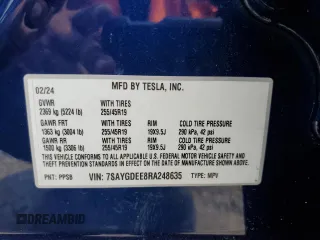 MFD BY TESLA, INC.
02/24
GVWR WITH TIRES
2369 kg (5224 lb) 255/45R19
GAWR FRT WITH TIRES RIM COLD TIRE PRESSURE
1363 kg (3004 lb) 255/45R19 19X9.5J 290 kPa, 42 psi
GAWR RR WITH TIRES RIM COLD TIRE PRESSURE
1500 kg (3306 lb) 255/45R19 19X9.5J 290 kPa, 42 psi
THIS VEHICLE CONFORMS TO ALL APPLICABLE U.S. FEDERAL MOTOR VEHICLE SAFETY AND
THEFT PREVENTION STANDARDS IN EFFECT ON THE DATE OF MANUFACTURE SHOWN ABOVE.
PNT: PPSB VIN: 7SAYGDEE8RA248635 TYPE: MPV
DREAMBID